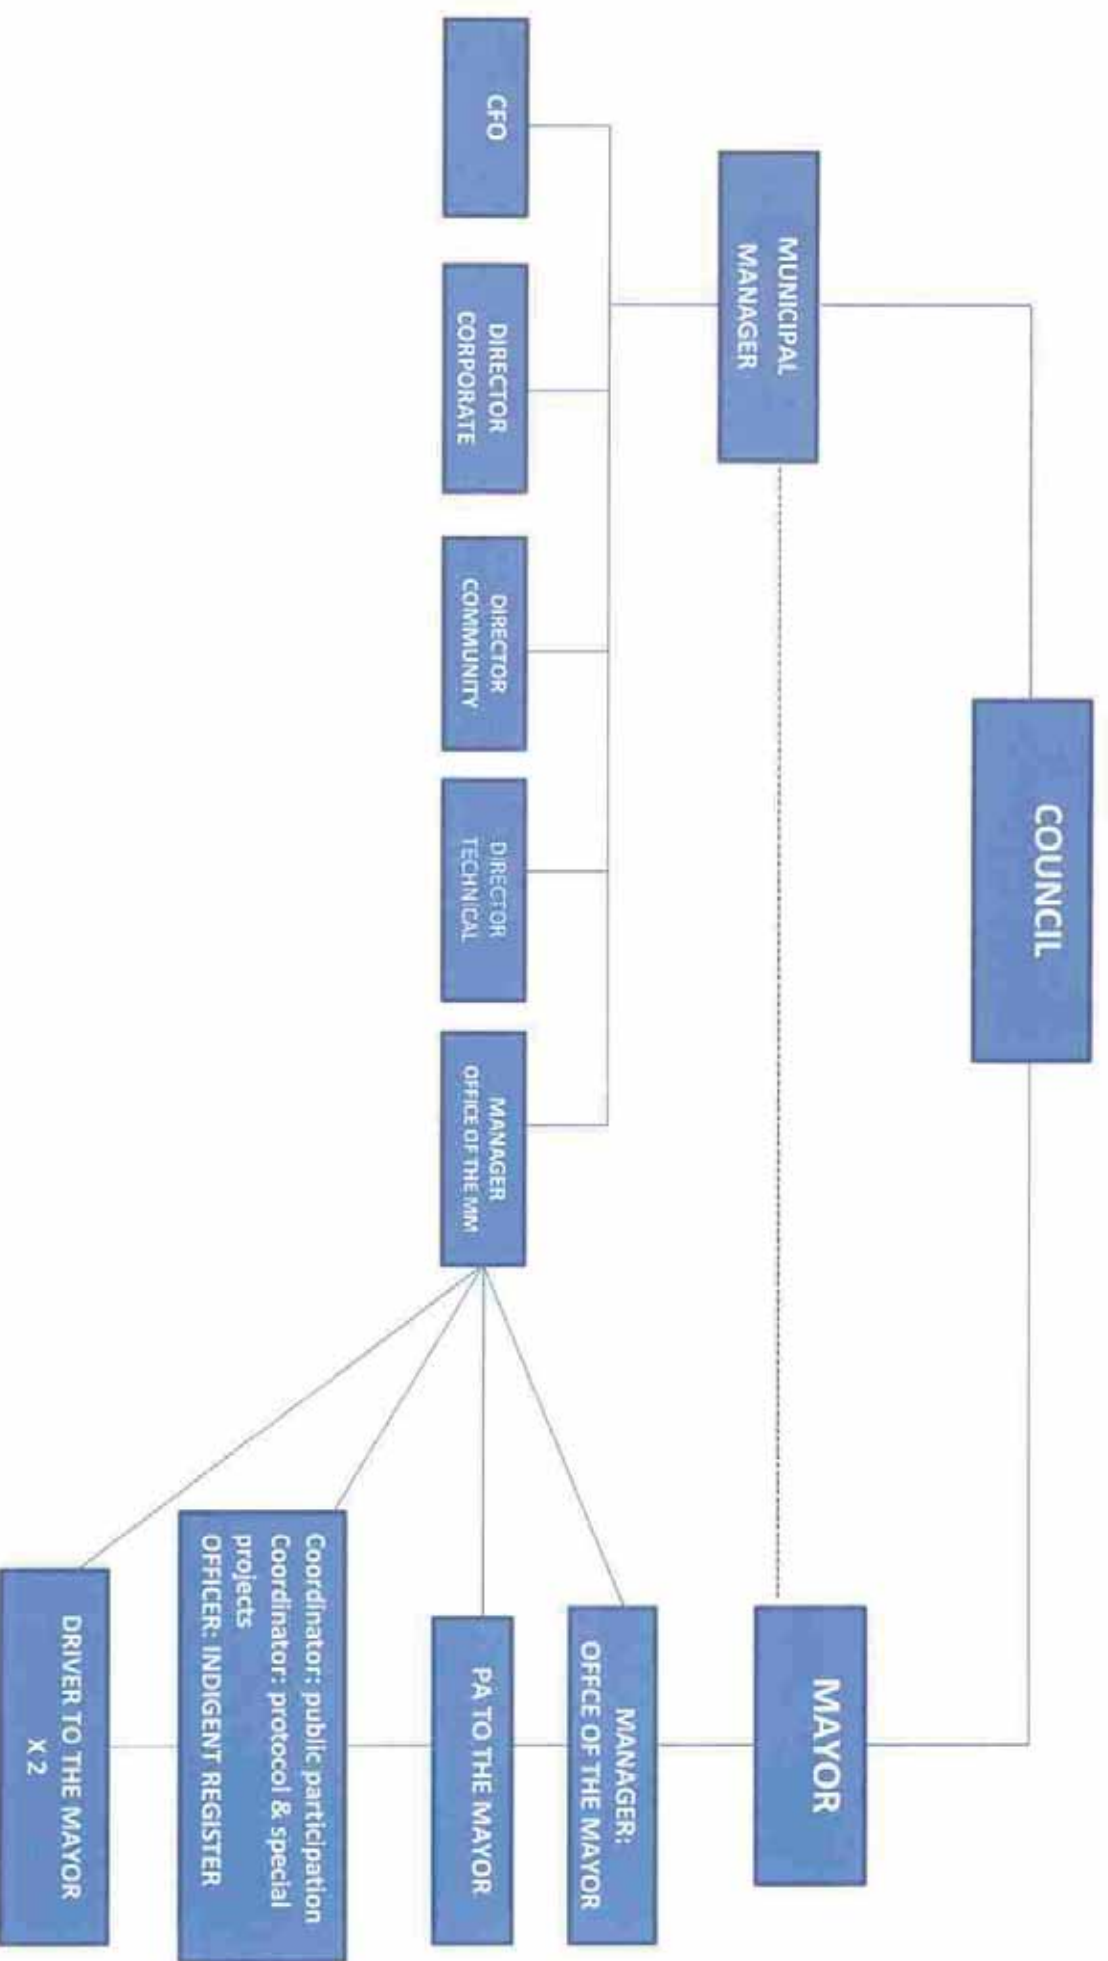 COUNCIL
MUNICIPAL
MANAGER
MAYOR
CFO
DIRECTOR
CORPORATE
DIRECTOR
COMMUNITY
DIRECTOR
TECHNICAL
MANAGER
OFFICE OF THE MM
MANAGER:
OFFCE OF THE MAYOR
PA TO THE MAYOR
Coordinator: public participation
Coordinator: protocol & special
projects
OFFICER: INDIGENT REGISTER
DRIVER TO THE MAYOR
X 2